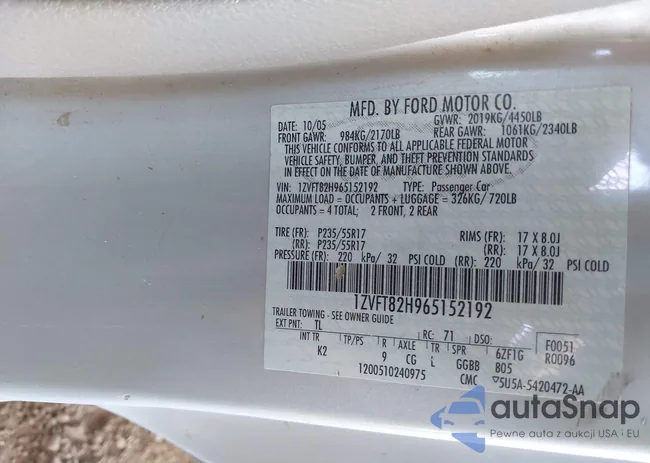 MFD. BY FORD MOTOR CO.
DATE: 10/05 GVWR: 2019KG/4450LB
FRONT GAWR: 984KG/2170LB REAR GAWR: 1061KG/2340LB
THIS VEHICLE CONFORMS TO ALL APPLICABLE FEDERAL MOTOR
VEHICLE SAFETY, BUMPER, AND THEFT PREVENTION STANDARDS
IN EFFECT ON THE DATE OF MANUFACTURE SHOWN ABOVE.
VIN: 1ZVFT82H965152192 TYPE: Passenger Car
MAXIMUM LOAD = OCCUPANTS + LUGGAGE = 326KG/720LB
OCCUPANTS = 4 TOTAL; 2 FRONT, 2 REAR
TIRE (FR): P235/55R17 RIMS (FR): 17 X 8.0J
(RR): P235/55R17 (RR): 17 X 8.0J
PRESSURE (FR): 220 kPa/ 32 PSI COLD (RR): 220 kPa/ 32 PSI COLD
1ZVFT82H965152192
TRAILER TOWING - SEE OWNER GUIDE
EXT PNT: TL RC: 71 DSO: F0051
INT TR TP/PS R AXLE TR SPR 6ZF1G R0096
K2 9 CG L GGBB B05
1200510240975 CMC ▽5U5A-5420472-AA
autoSnap
Pewne auta z aukcji USA i EU